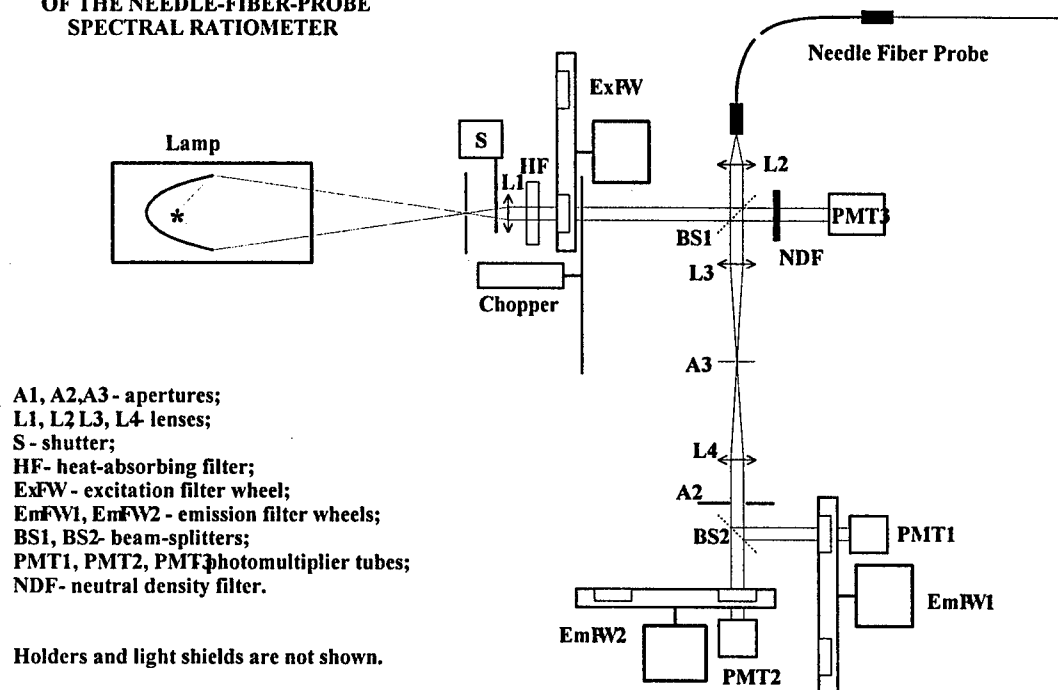 OF THE NEEDLE-FIBER-PROBE
SPECTRAL RATIOMETER
Needle Fiber Probe
ExFW
Lamp
S
HF
L1
L2
*
PMT3
BS1
NDF
L3
Chopper
A3
A1, A2,A3 - apertures;
L1, L2, L3, L4- lenses;
S - shutter;
HF- heat-absorbing filter;
ExFW - excitation filter wheel;
EmFW1, EmFW2 - emission filter wheels;
BS1, BS2- beam-splitters;
PMT1, PMT2, PMT3photomultiplier tubes;
NDF- neutral density filter.
L4
A2
BS2
PMT1
EmFW1
EmFW2
PMT2
Holders and light shields are not shown.